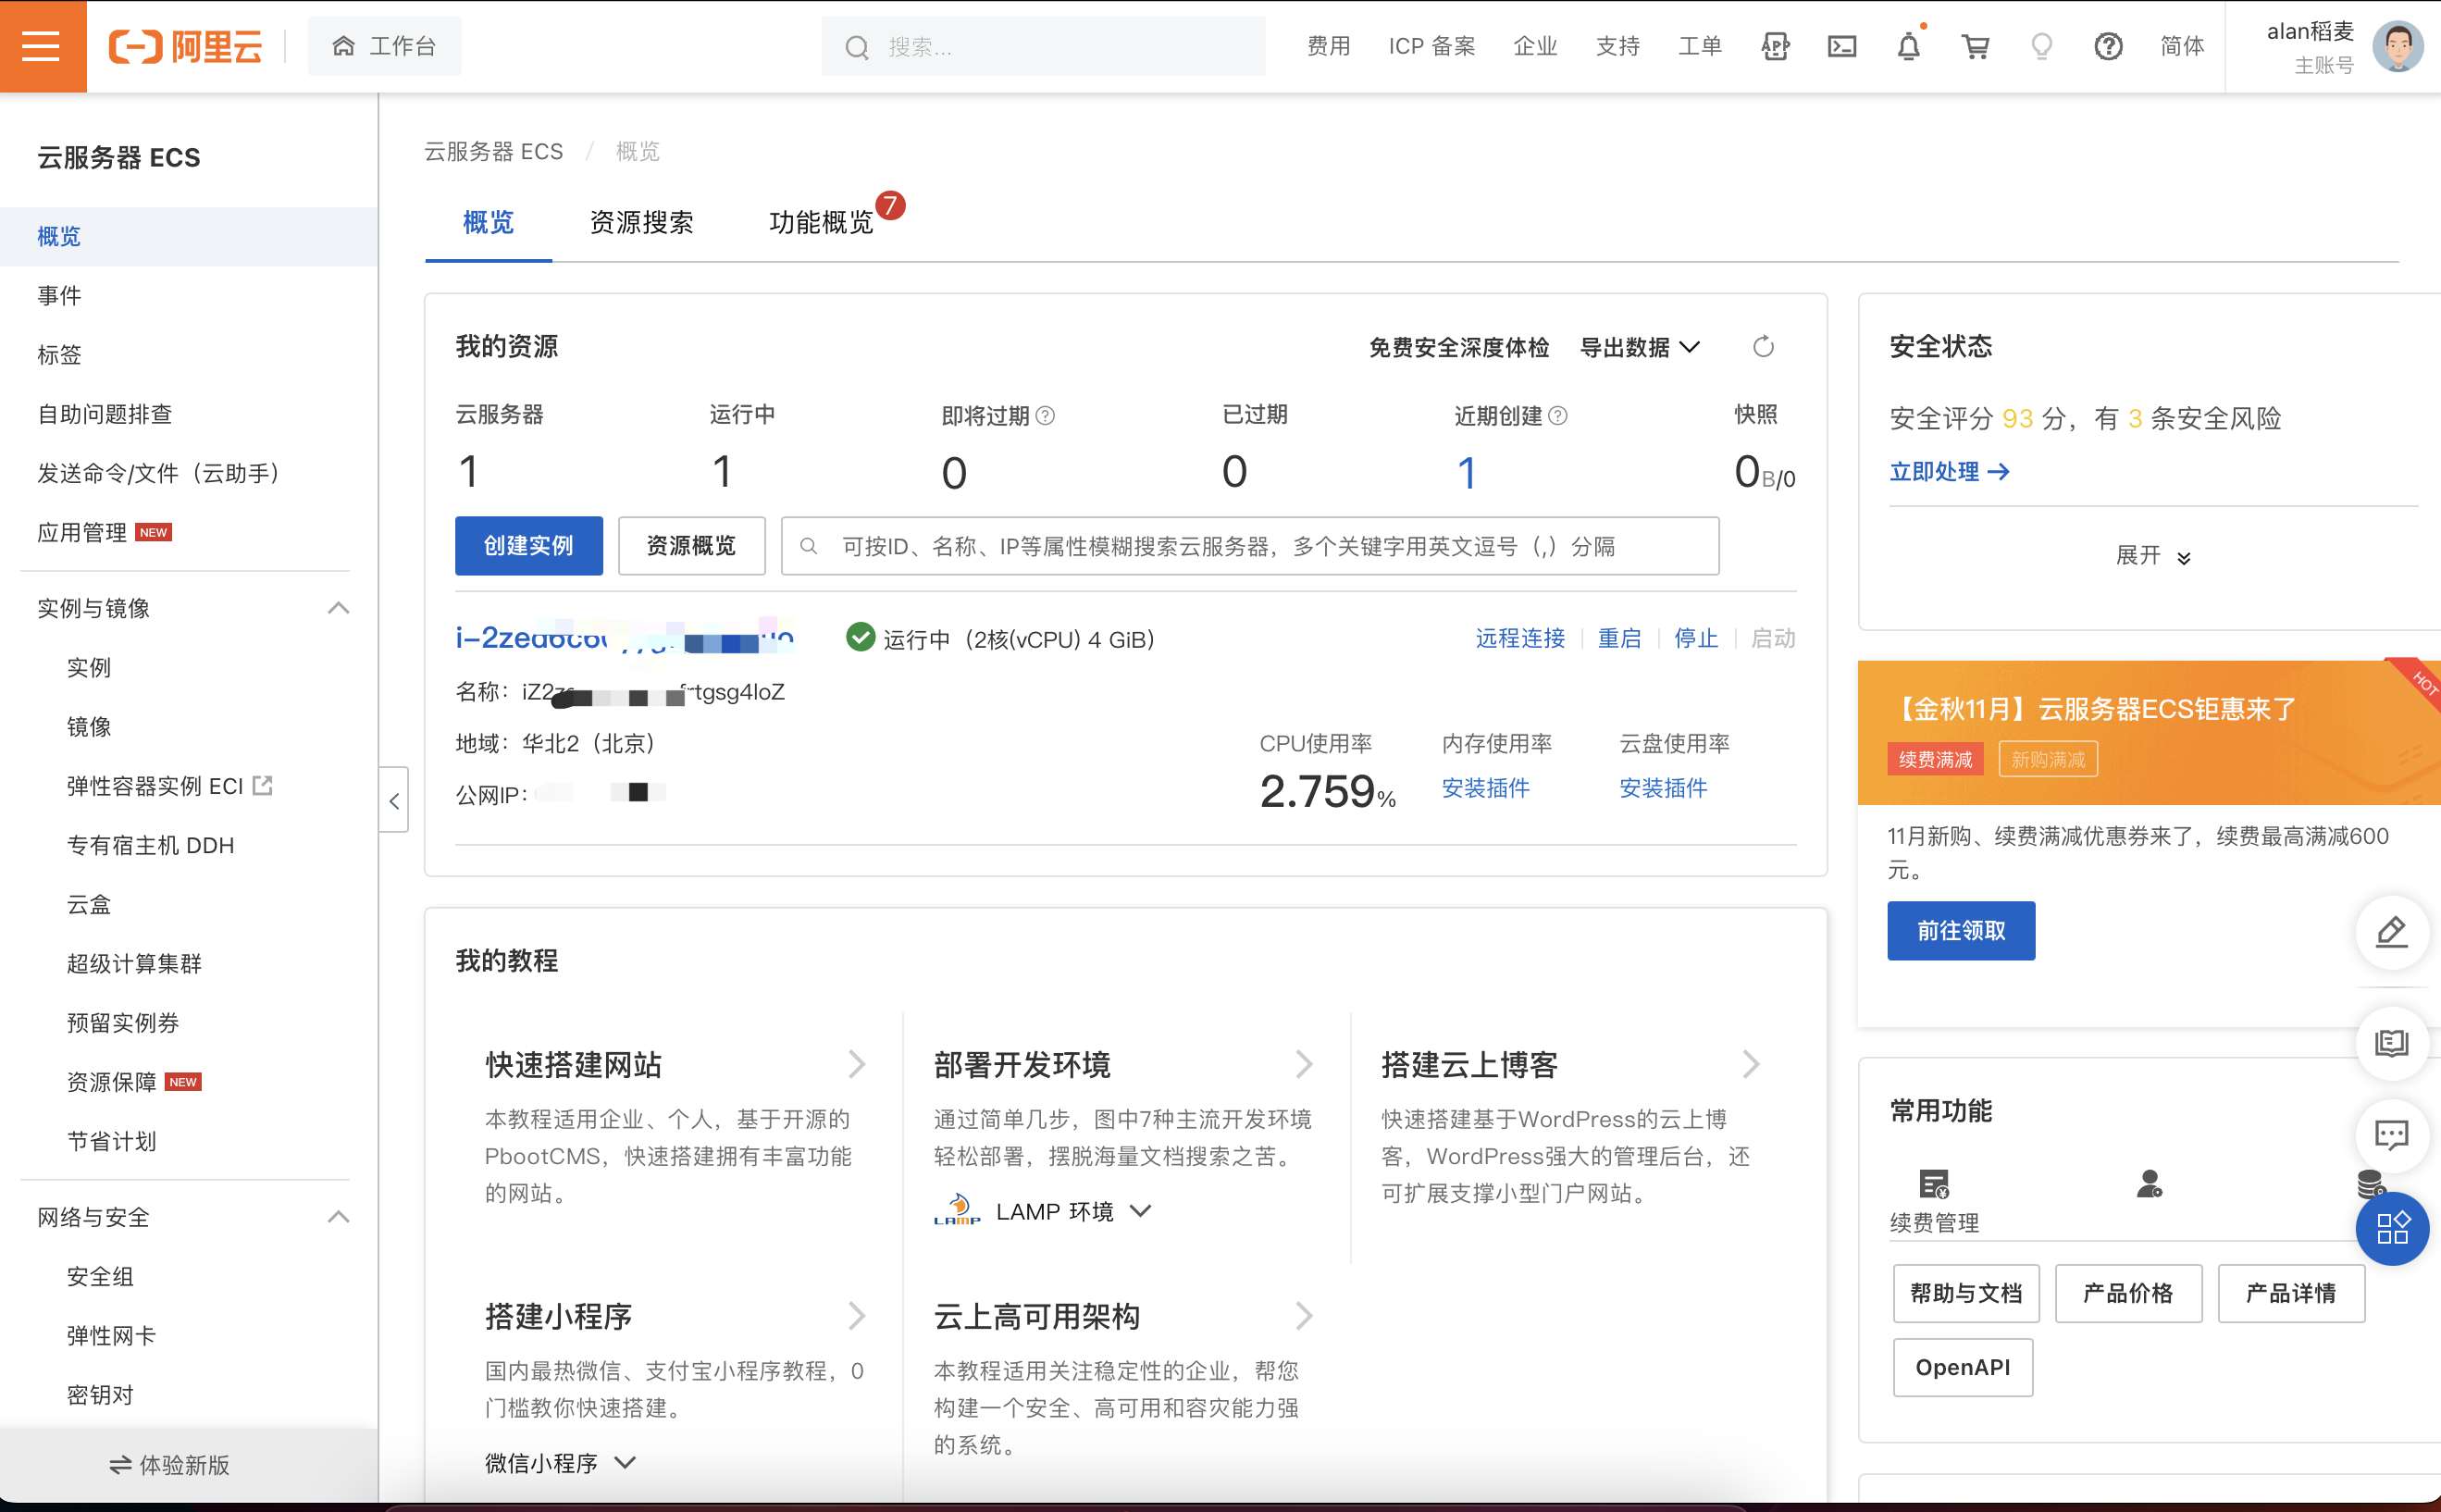 阿里云
工作台
搜索...
费用
ICP 备案
企业
支持
工单
APP
简体
alan稻麦
主账号
云服务器 ECS
概览
事件
标签
自助问题排查
发送命令/文件（云助手）
应用管理 NEW
实例与镜像
实例
镜像
弹性容器实例 ECI
专有宿主机 DDH
云盒
超级计算集群
预留实例券
资源保障 NEW
节省计划
网络与安全
安全组
弹性网卡
密钥对
体验新版
云服务器 ECS / 概览
概览
资源搜索
功能概览 7
我的资源
免费安全深度体检
导出数据
云服务器
运行中
即将过期
已过期
近期创建
快照
1
1
0
0
1
0B/0
创建实例
资源概览
可按ID、名称、IP等属性模糊搜索云服务器，多个关键字用英文逗号（,）分隔
运行中（2核(vCPU) 4 GiB）
远程连接
重启
停止
启动
名称：
地域：华北2（北京）
公网IP：
CPU使用率
内存使用率
云盘使用率
2.759%
安装插件
安装插件
我的教程
快速搭建网站
本教程适用企业、个人，基于开源的
PbootCMS，快速搭建拥有丰富功能
的网站。
部署开发环境
通过简单几步，图中7种主流开发环境
轻松部署，摆脱海量文档搜索之苦。
LAMP LAMP 环境
搭建云上博客
快速搭建基于WordPress的云上博
客，WordPress强大的管理后台，还
可扩展支撑小型门户网站。
搭建小程序
国内最热微信、支付宝小程序教程，0
门槛教你快速搭建。
微信小程序
云上高可用架构
本教程适用关注稳定性的企业，帮您
构建一个安全、高可用和容灾能力强
的系统。
安全状态
安全评分 93 分，有 3 条安全风险
立即处理
展开
HOT
【金秋11月】云服务器ECS钜惠来了
续费满减
新购满减
11月新购、续费满减优惠券来了，续费最高满减600
元。
前往领取
常用功能
续费管理
帮助与文档
产品价格
产品详情
OpenAPI